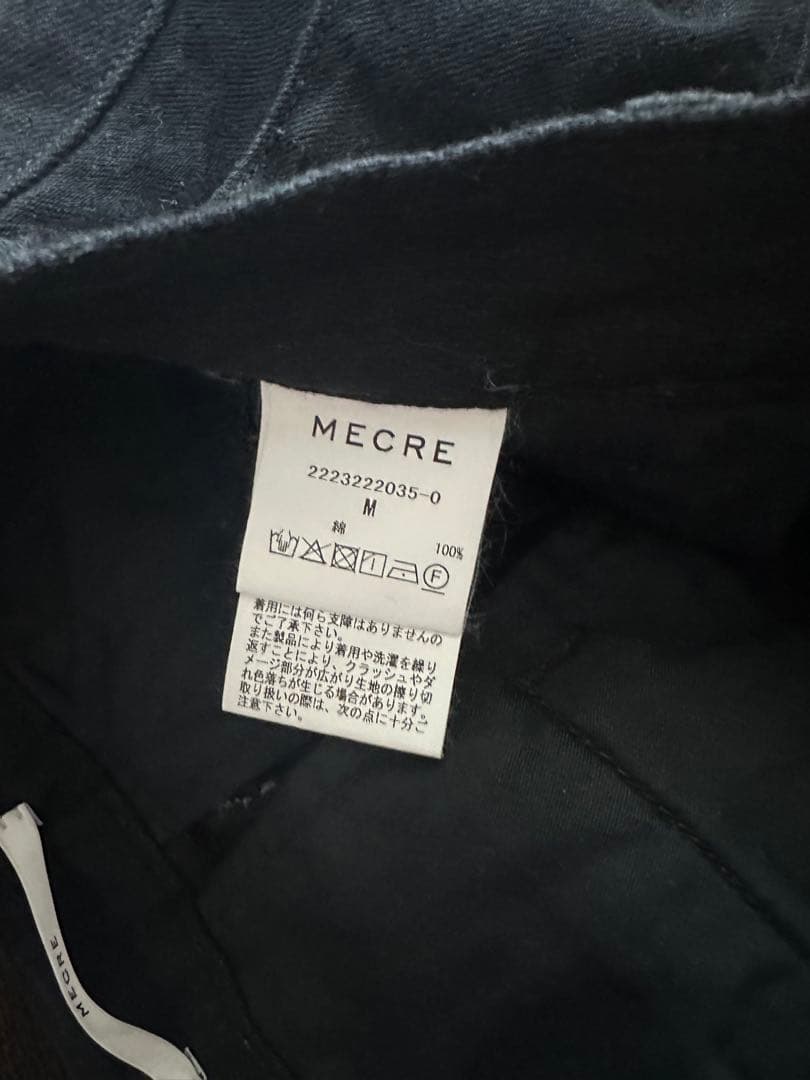 MECRE
2223222035-0
M
綿
100%
F
着用には何ら支障はありませんの
でご了承下さい。
また製品により着用や洗濯を繰り
返すことにより、クラッシュやダ
メージ部分が広がり生地の擦り切
れ色落ちが生じる場合があります。
取り扱いの際は、次の点に十分ご
注意下さい。
MECRE